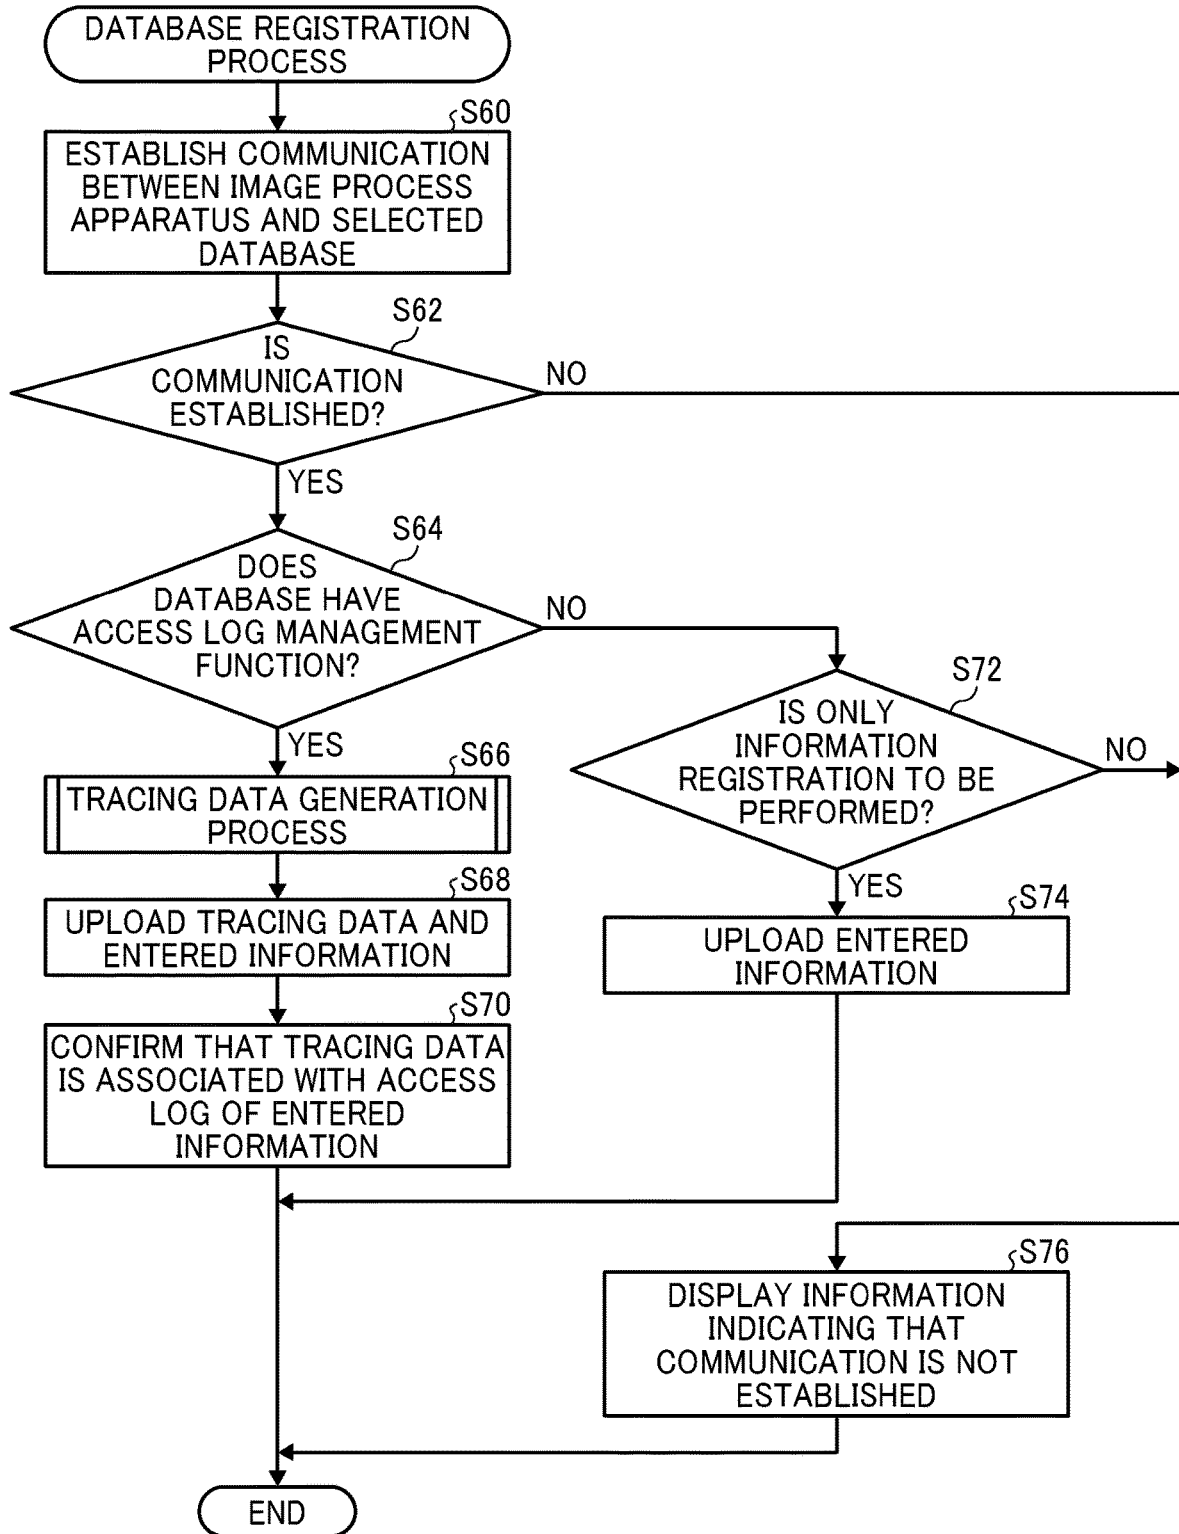 DATABASE REGISTRATION
PROCESS
S60
ESTABLISH COMMUNICATION
BETWEEN IMAGE PROCESS
APPARATUS AND SELECTED
DATABASE
S62
IS
COMMUNICATION
ESTABLISHED?
NO
YES
S64
DOES
DATABASE HAVE
ACCESS LOG MANAGEMENT
FUNCTION?
NO
YES
S72
IS ONLY
INFORMATION
REGISTRATION TO BE
PERFORMED?
NO
YES
S66
TRACING DATA GENERATION
PROCESS
S68
UPLOAD TRACING DATA AND
ENTERED INFORMATION
S74
UPLOAD ENTERED
INFORMATION
S70
CONFIRM THAT TRACING DATA
IS ASSOCIATED WITH ACCESS
LOG OF ENTERED
INFORMATION
S76
DISPLAY INFORMATION
INDICATING THAT
COMMUNICATION IS NOT
ESTABLISHED
END